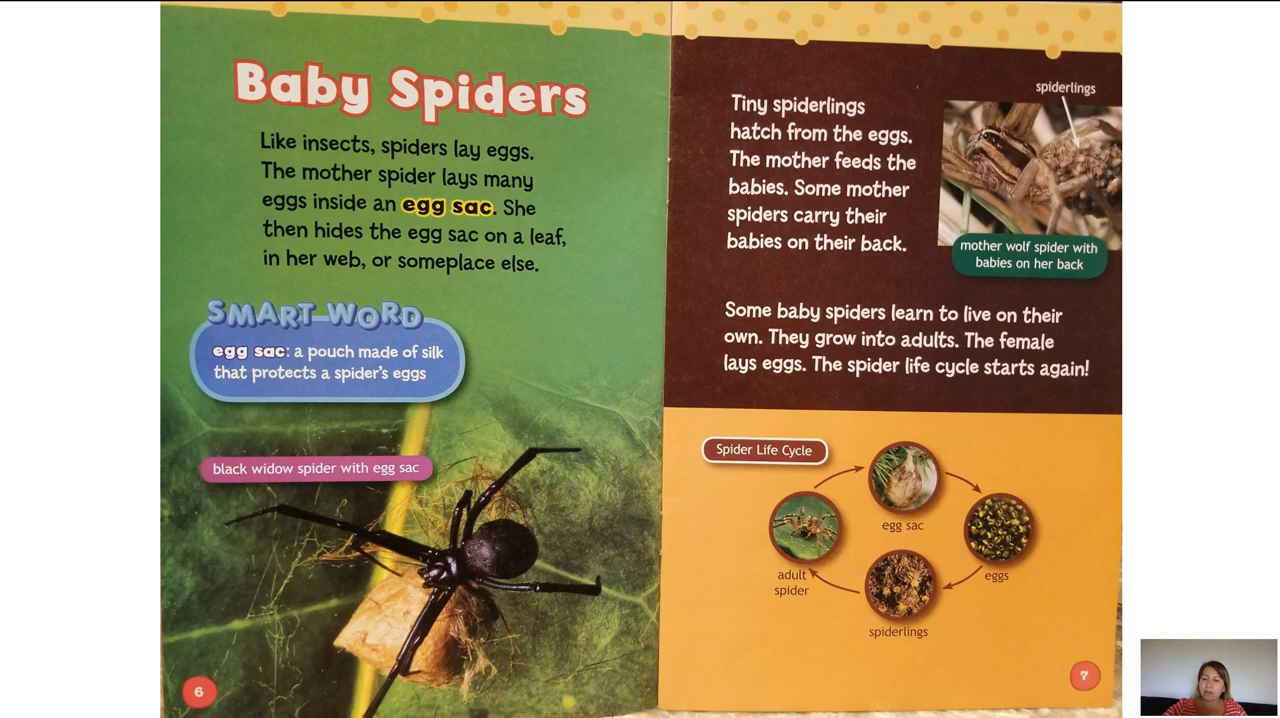 Baby Spiders
Like insects, spiders lay eggs.
The mother spider lays many
eggs inside an egg sac. She
then hides the egg sac on a leaf,
in her web, or someplace else.
SMART WORD
egg sac: a pouch made of silk
that protects a spider's eggs
black widow spider with egg sac
6
spiderlings
Tiny spiderlings
hatch from the eggs.
The mother feeds the
babies. Some mother
spiders carry their
babies on their back.
mother wolf spider with
babies on her back
Some baby spiders learn to live on their
own. They grow into adults. The female
lays eggs. The spider life cycle starts again!
Spider Life Cycle
egg sac
eggs
spiderlings
adult
spider
7